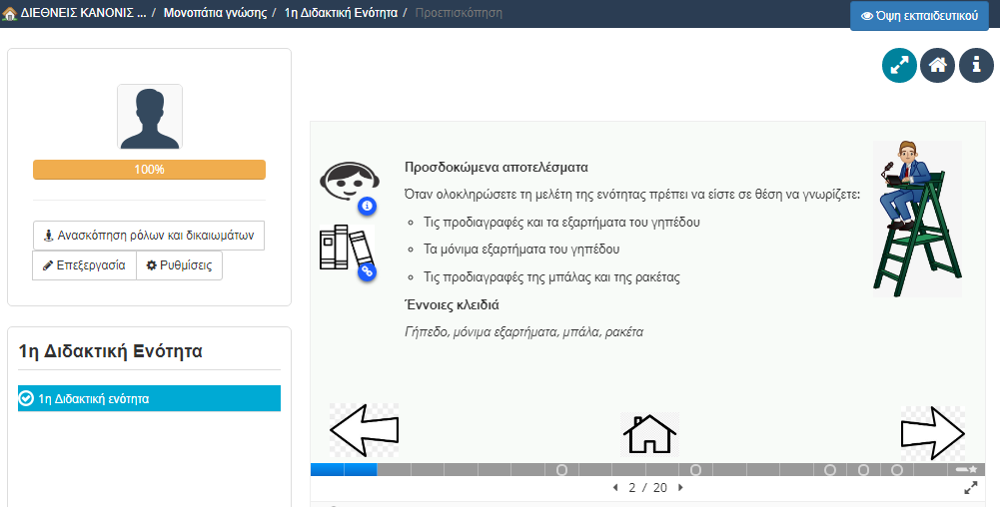 ΔΙΕΘΝΕΙΣ ΚΑΝΟΝΙΣ ... / Μονοπάτια γνώσης / 1η Διδακτική Ενότητα / Προεπισκόπηση
Όψη εκπαιδευτικού
100%
Ανασκόπηση ρόλων και δικαιωμάτων
Επεξεργασία
Ρυθμίσεις
1η Διδακτική Ενότητα
1η Διδακτική ενότητα
Προσδοκώμενα αποτελέσματα
Όταν ολοκληρώσετε τη μελέτη της ενότητας πρέπει να είστε σε θέση να γνωρίζετε:
Τις προδιαγραφές και τα εξαρτήματα του γηπέδου
Τα μόνιμα εξαρτήματα του γηπέδου
Τις προδιαγραφές της μπάλας και της ρακέτας
Έννοιες κλειδιά
Γήπεδο, μόνιμα εξαρτήματα, μπάλα, ρακέτα
2 / 20